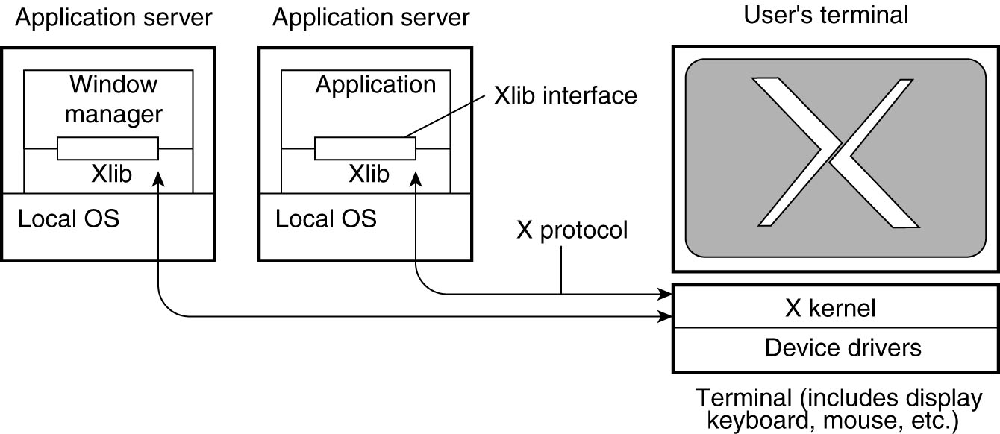 Application server
Application server
User's terminal
Window
manager
Application
Xlib interface
Xlib
Xlib
Local OS
Local OS
X protocol
X
X kernel
Device drivers
Terminal (includes display
keyboard, mouse, etc.)